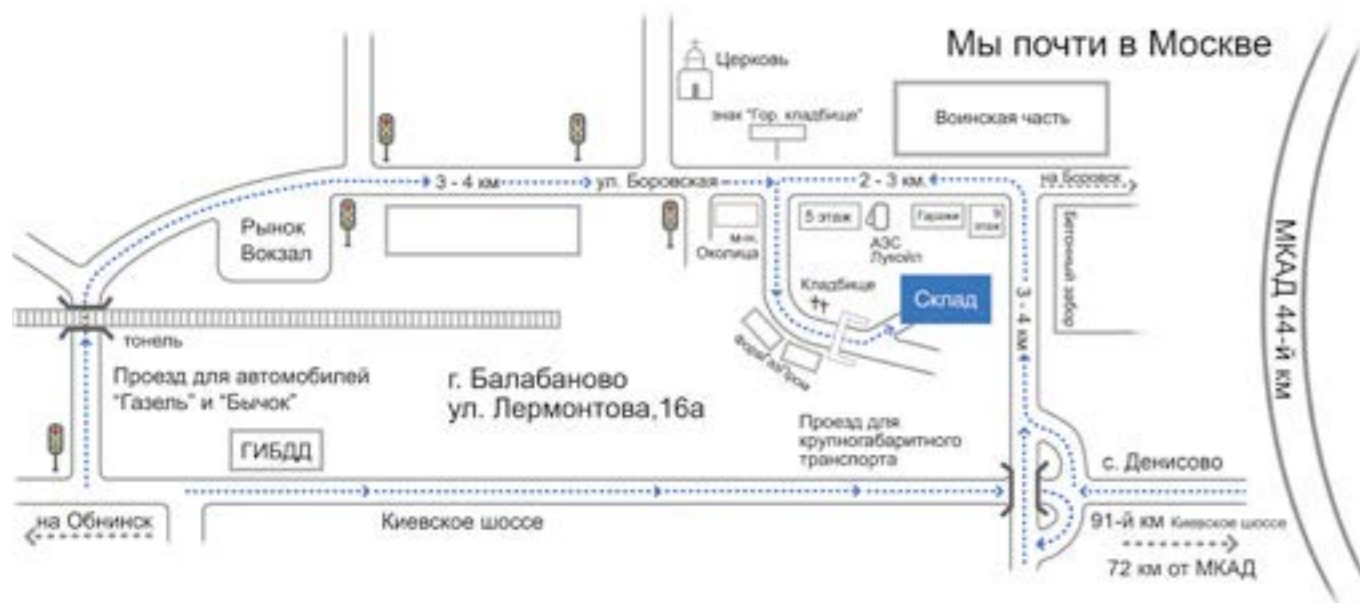 Мы почти в Москве
Церковь
знак "Гор. кладбище"
Воинская часть
3 - 4 км
ул. Боровская
2 - 3 км.
на Боровск
Рынок
Вокзал
м-н.
Околица
5 этаж
АЗС
Лукойл
Гаражи
9
этаж
Бетонный забор
МКАД 44-й км
Кладбище
Склад
3 - 4 км
ФораГазПром
тонель
Проезд для автомобилей
"Газель" и "Бычок"
г. Балабаново
ул. Лермонтова,16а
Проезд для
крупногабаритного
транспорта
ГИБДД
с. Денисово
на Обнинск
Киевское шоссе
91-й км Киевское шоссе
72 км от МКАД